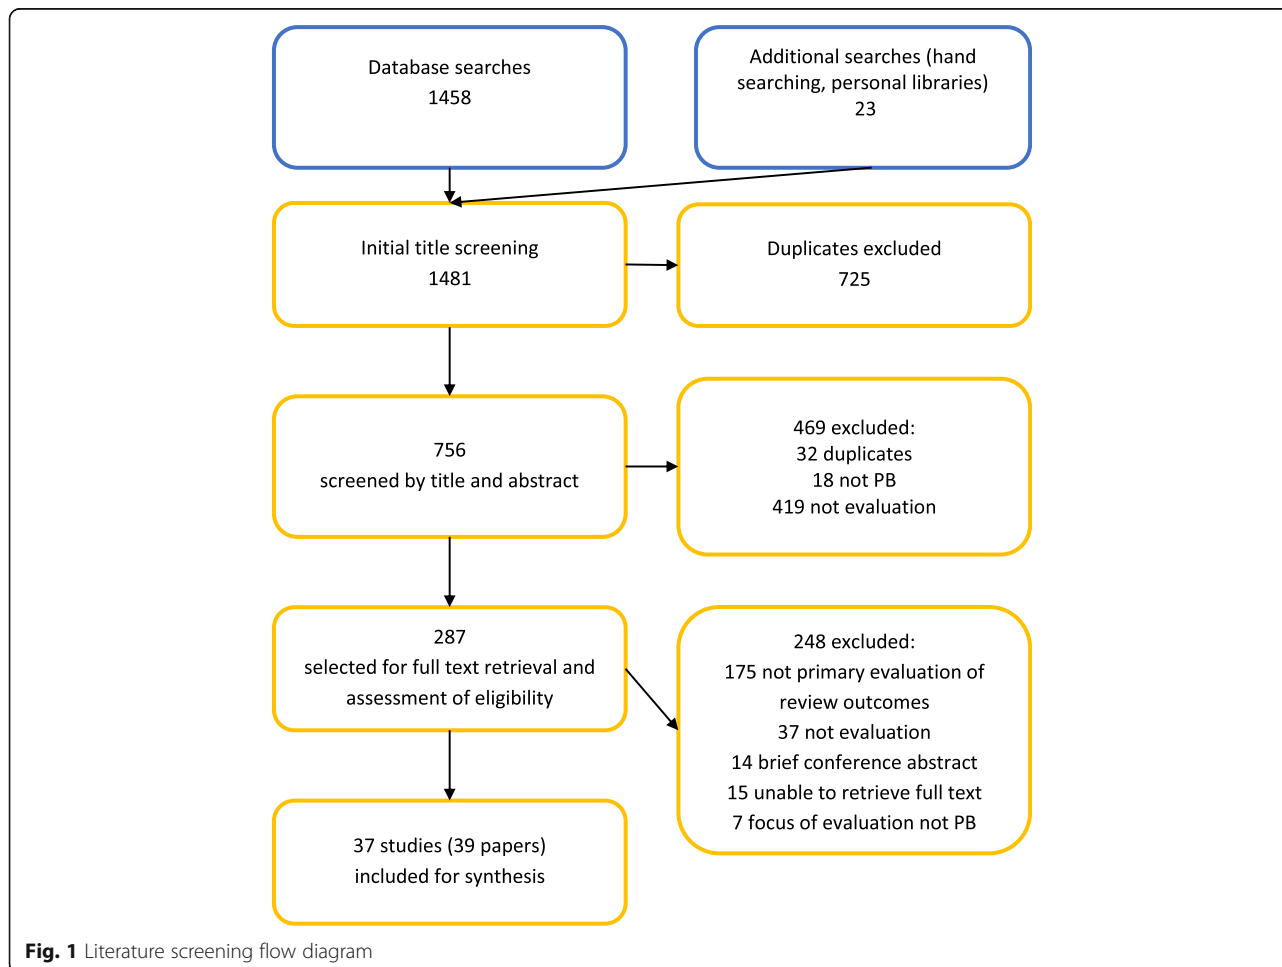 Database searches
1458
Additional searches (hand
searching, personal libraries)
23
Initial title screening
1481
Duplicates excluded
725
756
screened by title and abstract
469 excluded:
32 duplicates
18 not PB
419 not evaluation
287
selected for full text retrieval and
assessment of eligibility
248 excluded:
175 not primary evaluation of
review outcomes
37 not evaluation
14 brief conference abstract
15 unable to retrieve full text
7 focus of evaluation not PB
37 studies (39 papers)
included for synthesis
Fig. 1 Literature screening flow diagram